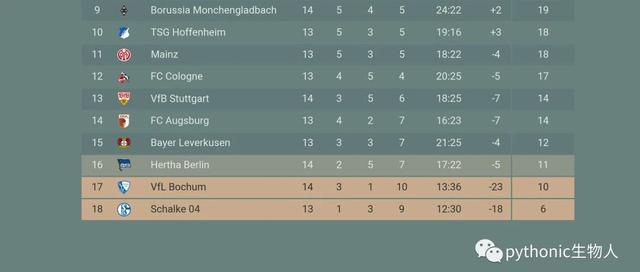 9 Borussia Monchengladbach 14 5 4 5 24:22 +2 19
10 TSG Hoffenheim 13 5 3 5 19:16 +3 18
11 Mainz 13 5 3 5 18:22 -4 18
12 FC Cologne 13 4 5 4 20:25 -5 17
13 VfB Stuttgart 14 3 5 6 18:25 -7 14
14 FC Augsburg 13 4 2 7 16:23 -7 14
15 Bayer Leverkusen 13 3 3 7 21:25 -4 12
16 Hertha Berlin 14 2 5 7 17:22 -5 11
17 VfL Bochum 14 3 1 10 13:36 -23 10
18 Schalke 04 13 1 3 9 12:30 -18 6
pythonic生物人